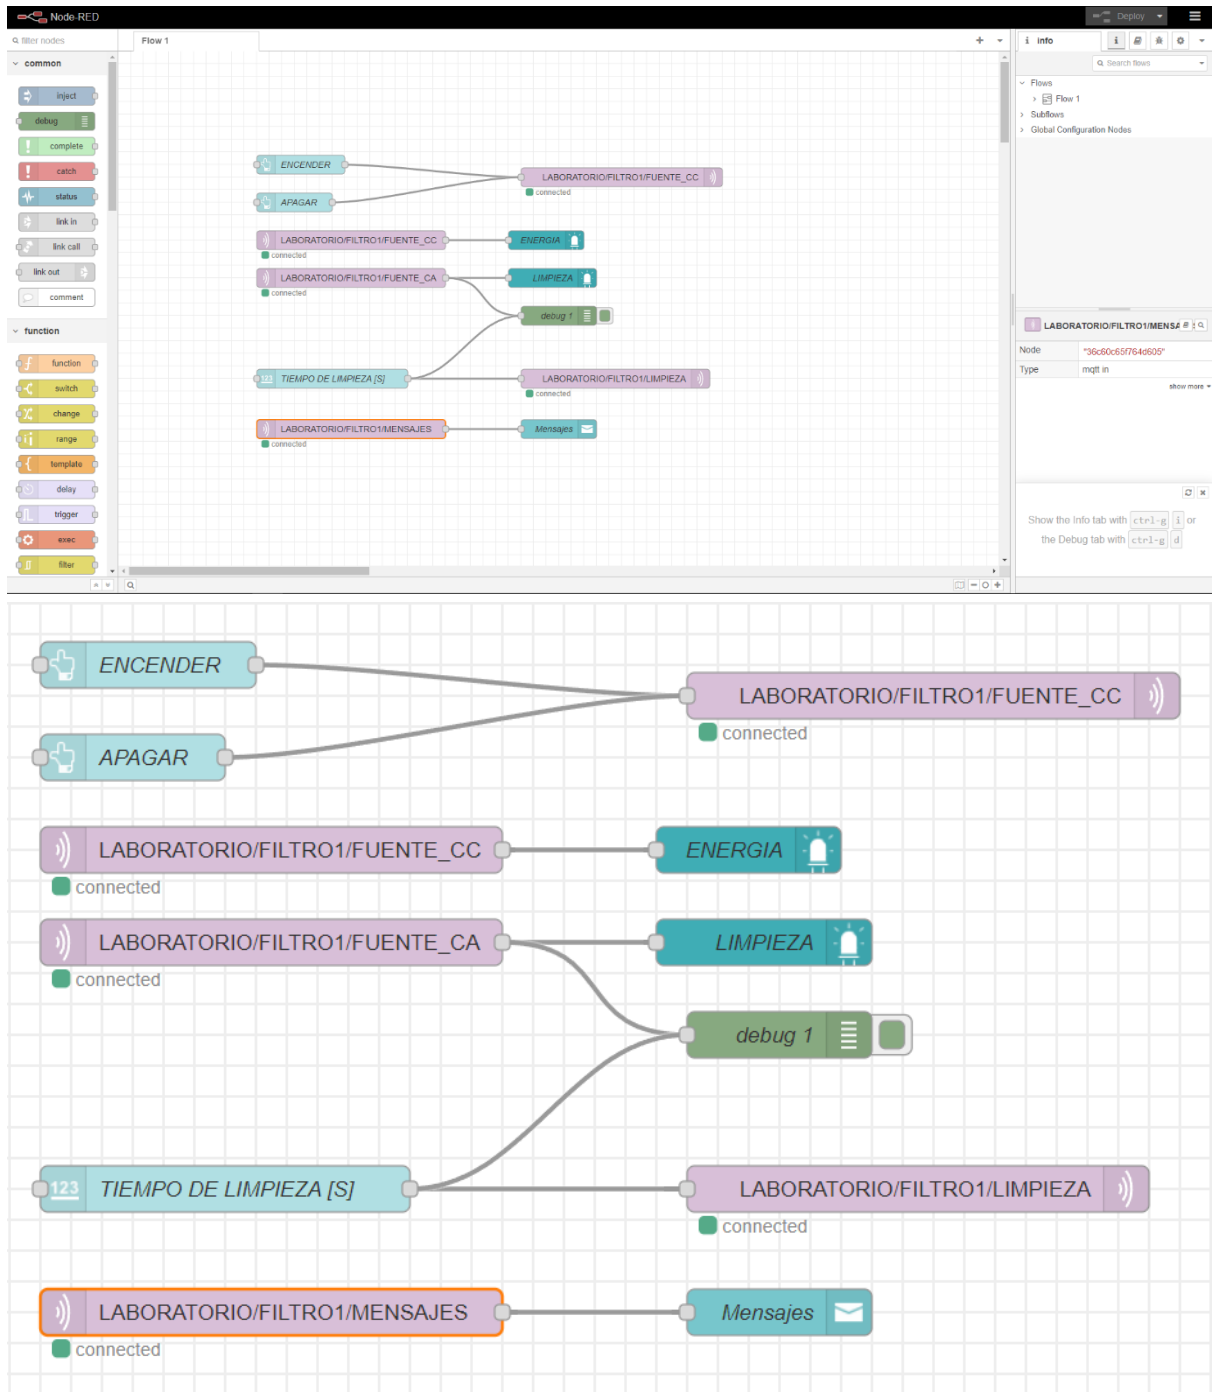 Node-RED
Deploy
filter nodes
Flow 1
i info
i
Search flows
common
inject
debug
complete
catch
status
link in
link call
link out
comment
function
function
switch
change
range
template
delay
trigger
exec
filter
ENCENDER
LABORATORIO/FILTRO1/FUENTE_CC
connected
APAGAR
LABORATORIO/FILTRO1/FUENTE_CC
ENERGIA
connected
LABORATORIO/FILTRO1/FUENTE_CA
LIMPIEZA
connected
debug 1
123 TIEMPO DE LIMPIEZA [S]
LABORATORIO/FILTRO1/LIMPIEZA
connected
LABORATORIO/FILTRO1/MENSAJES
Mensajes
connected
Flows
Flow 1
Subflows
Global Configuration Nodes
LABORATORIO/FILTRO1/MENSA
Node "36c60c65f764d605"
Type mqtt in
show more
Show the Info tab with ctrl-g i or
the Debug tab with ctrl-g d
ENCENDER
LABORATORIO/FILTRO1/FUENTE_CC
connected
APAGAR
LABORATORIO/FILTRO1/FUENTE_CC
ENERGIA
connected
LABORATORIO/FILTRO1/FUENTE_CA
LIMPIEZA
connected
debug 1
123 TIEMPO DE LIMPIEZA [S]
LABORATORIO/FILTRO1/LIMPIEZA
connected
LABORATORIO/FILTRO1/MENSAJES
Mensajes
connected